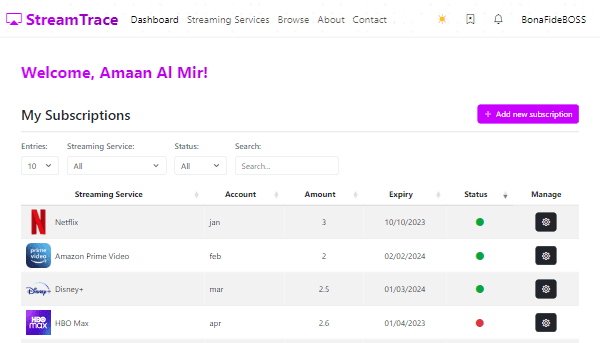 StreamTrace Dashboard Streaming Services Browse About Contact BonaFideBOSS
Welcome, Amaan Al Mir!
My Subscriptions + Add new subscription
Entries: Streaming Service: Status: Search:
10 All All Search...
Streaming Service Account Amount Expiry Status Manage
N Netflix jan 3 10/10/2023
prime video Amazon Prime Video feb 2 02/02/2024
Disney+ Disney+ mar 2.5 01/03/2024
HBO max HBO Max apr 2.6 01/04/2023